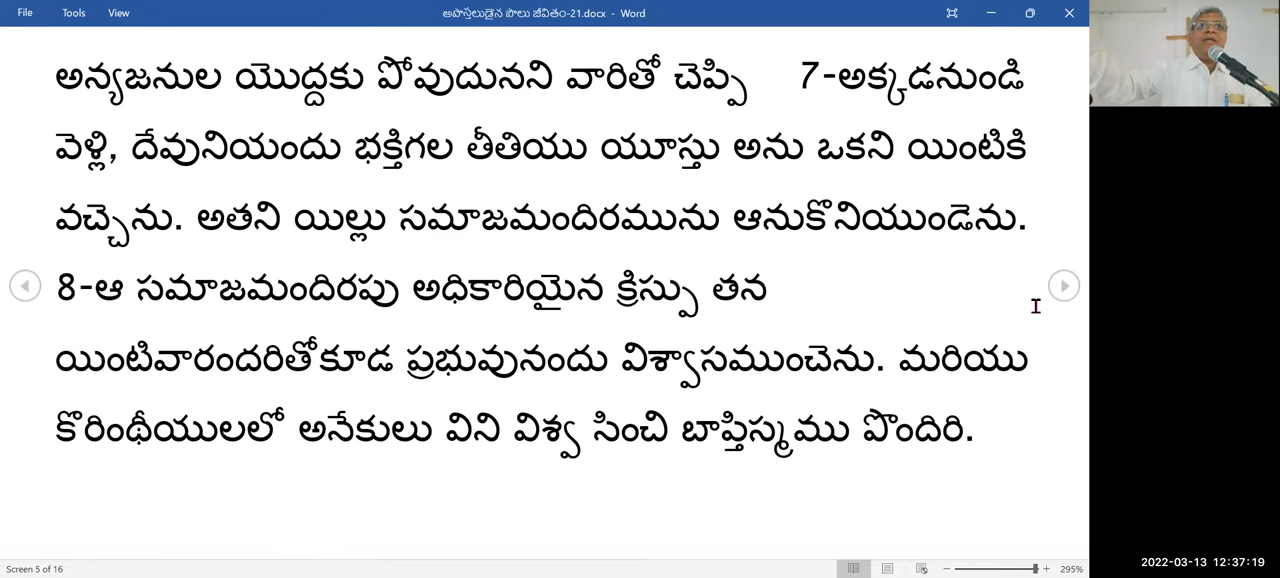 File Tools View అపొస్తలుడైన పౌలు జీవితం-21.docx - Word
అన్యజనుల యొద్దకు పోవుదునని వారితో చెప్పి 7-అక్కడనుండి
వెళ్లి, దేవునియందు భక్తిగల తీతియు యూస్తు అను ఒకని యింటికి
వచ్చెను. అతని యిల్లు సమాజమందిరమును ఆనుకొనియుండెను.
8-ఆ సమాజమందిరపు అధికారియైన క్రిస్పు తన
యింటివారందరితోకూడ ప్రభువునందు విశ్వాసముంచెను. మరియు
కొరింథీయులలో అనేకులు విని విశ్వ సించి బాప్తిస్మము పొందిరి.
Screen 5 of 16 295%
2022-03-13 12:37:19